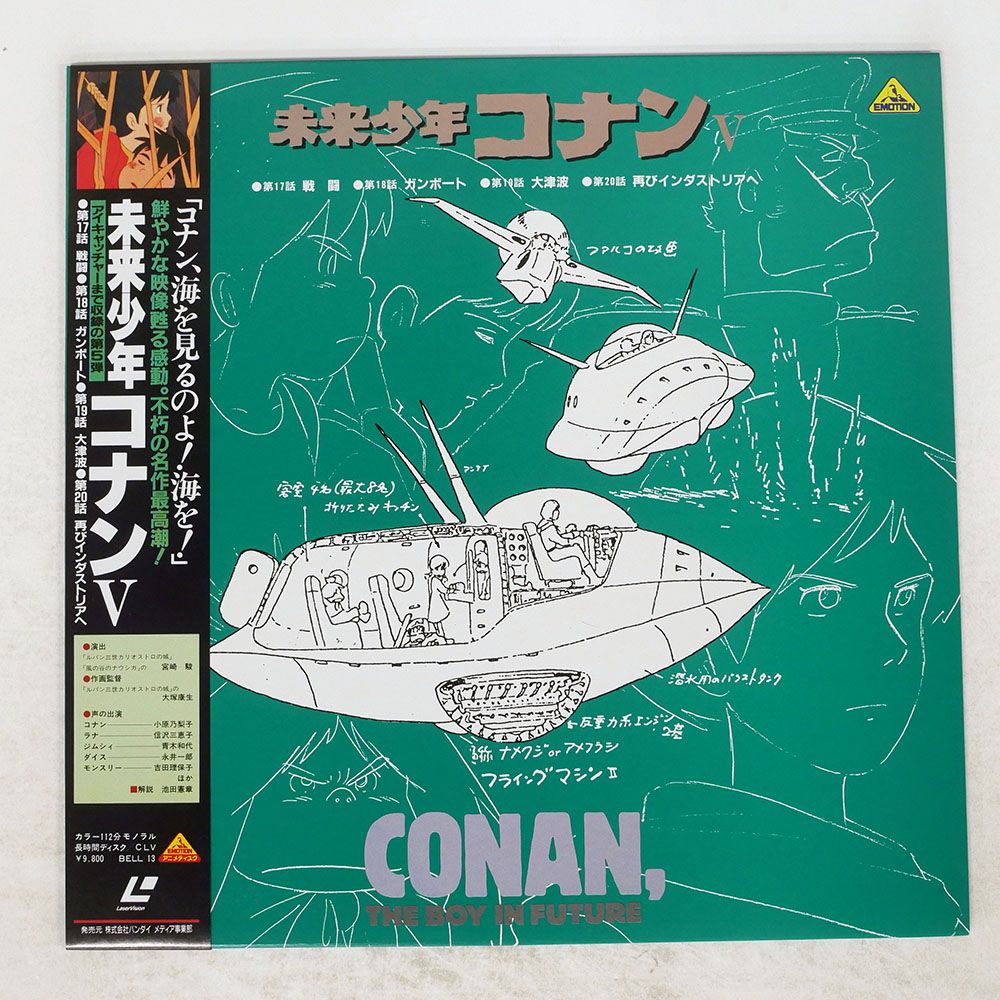 未来少年コナンV
EMOTION
●第17話 戦闘 ●第18話 ガンボート ●第19話 大津波 ●第20話 再びインダストリアへ
ファルコの改造
アンテナ
客室 4名(最大8名)
折りたたみキッチン
潜水用のバラストタンク
←反重力系エンジン
2基
ナメクジ or アメフラシ
フライングマシン II
CONAN,
THE BOY IN FUTURE
「コナン、海を見るのよ!海を!」
鮮やかな映像甦る感動。不朽の名作最高潮!
未来少年コナンV
アイキャッチャーまで収録の第5弾
●第17話 戦闘●第18話 ガンボート●第19話 大津波●第20話 再びインダストリアへ
●演出
「ルパン三世カリオストロの城」
「風の谷のナウシカ」の 宮崎 駿
●作画監督
「ルパン三世カリオストロの城」の
大塚康生
●声の出演
コナン 小原乃梨子
ラナ 信沢三恵子
ジムシィ 青木和代
ダイス 永井一郎
モンスリー 吉田理保子
ほか
■解説 池田憲章
カラー112分モノラル
長時間ディスク CLV
¥9,800 BELL 13
EMOTION
アニメディスク
LaserVision
発売元 株式会社バンダイ メディア事業部